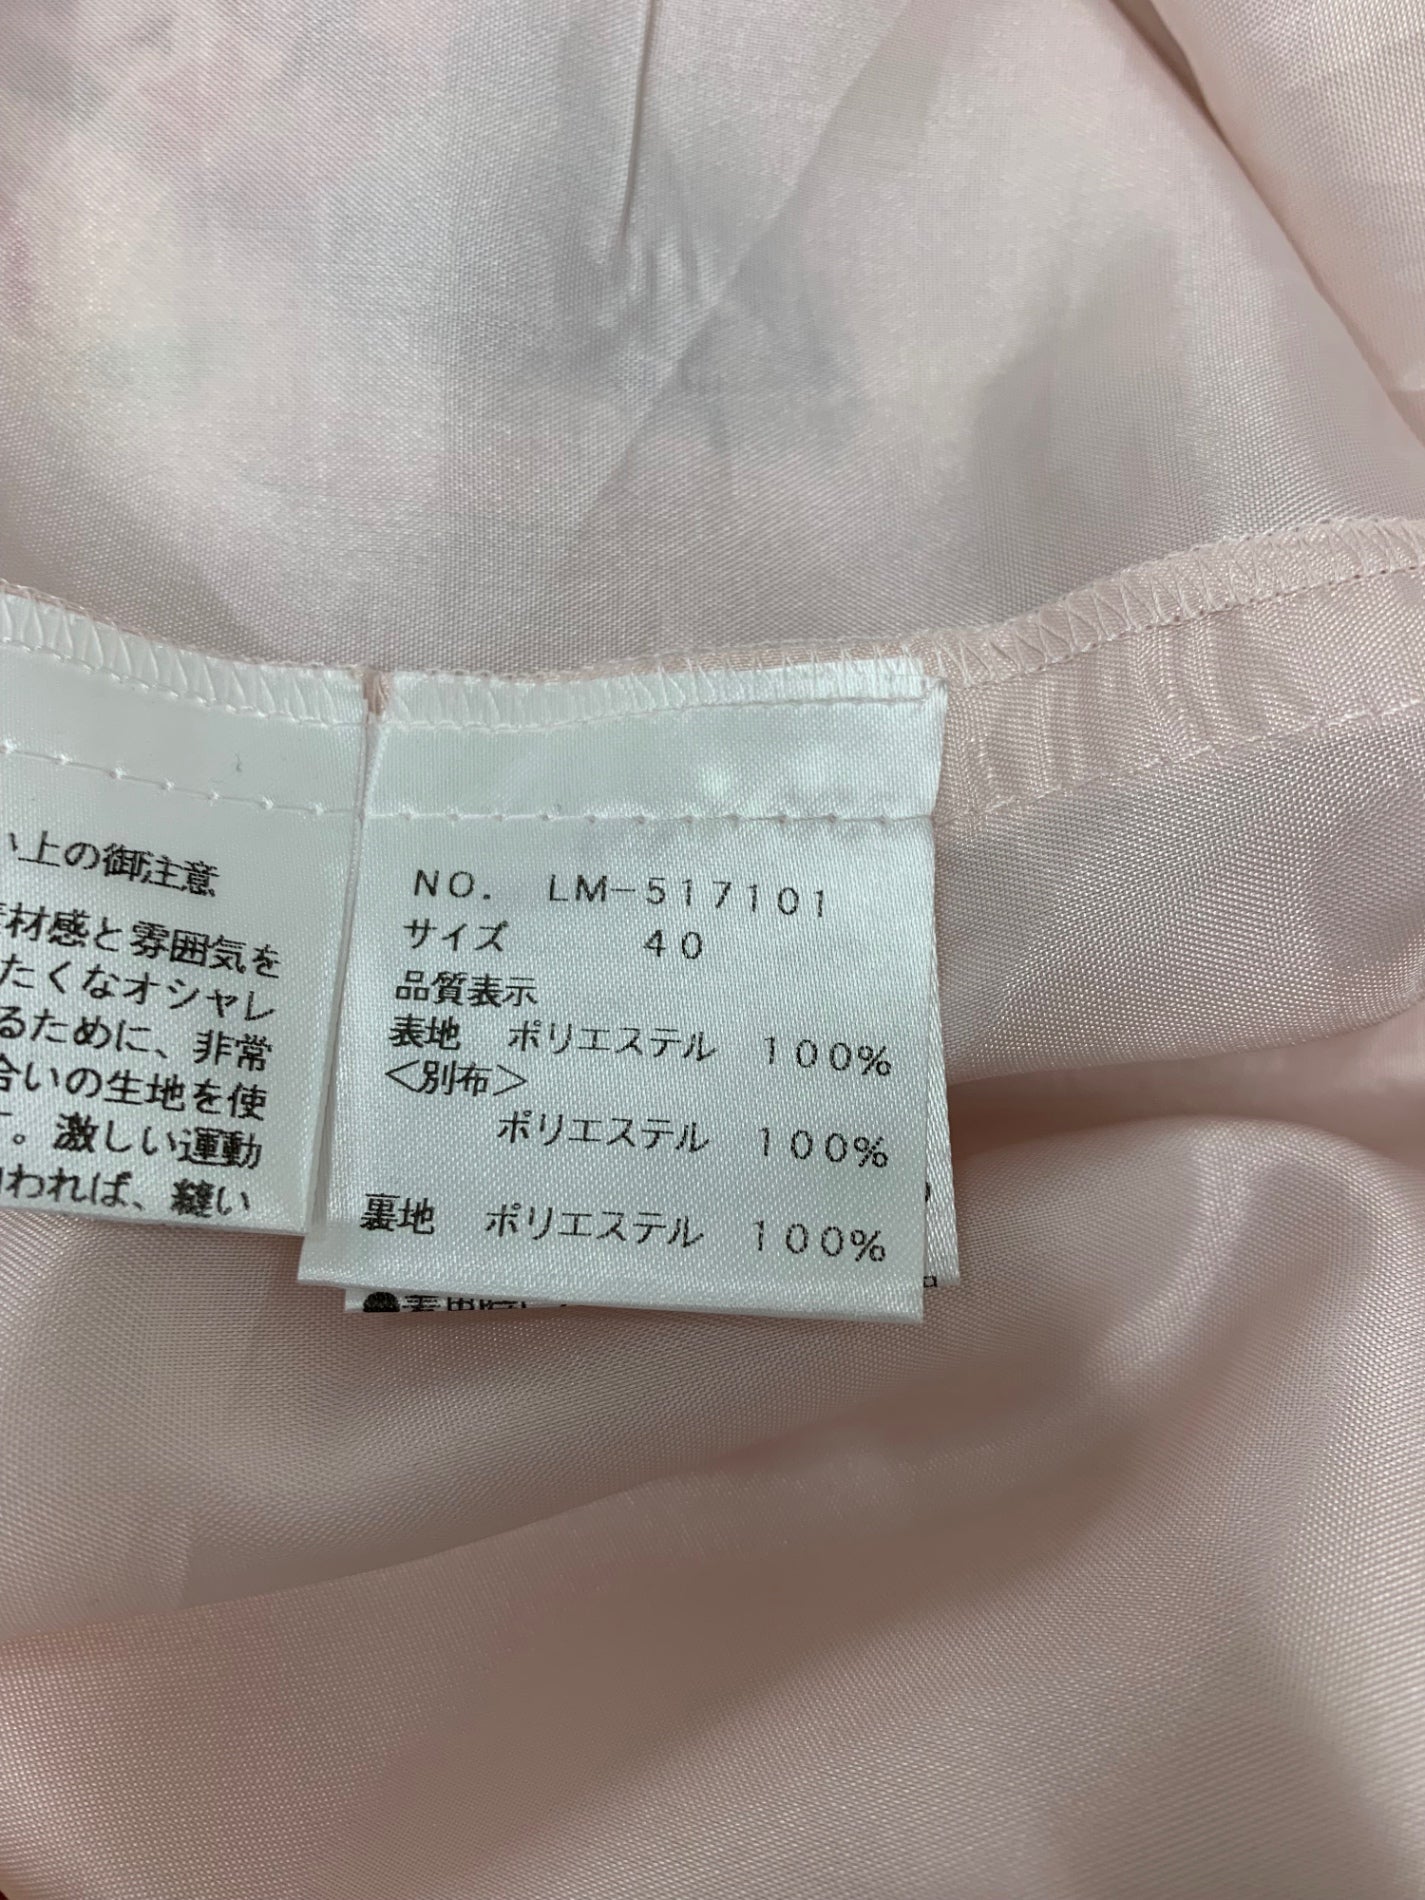 い上の御注意
材感と雰囲気を
たくなオシャレ
るために、非常
合いの生地を使
す。激しい運動
われば、縫い
NO. LM-517101
サイズ 40
品質表示
表地 ポリエステル 100%
<別布>
ポリエステル 100%
裏地 ポリエステル 100%